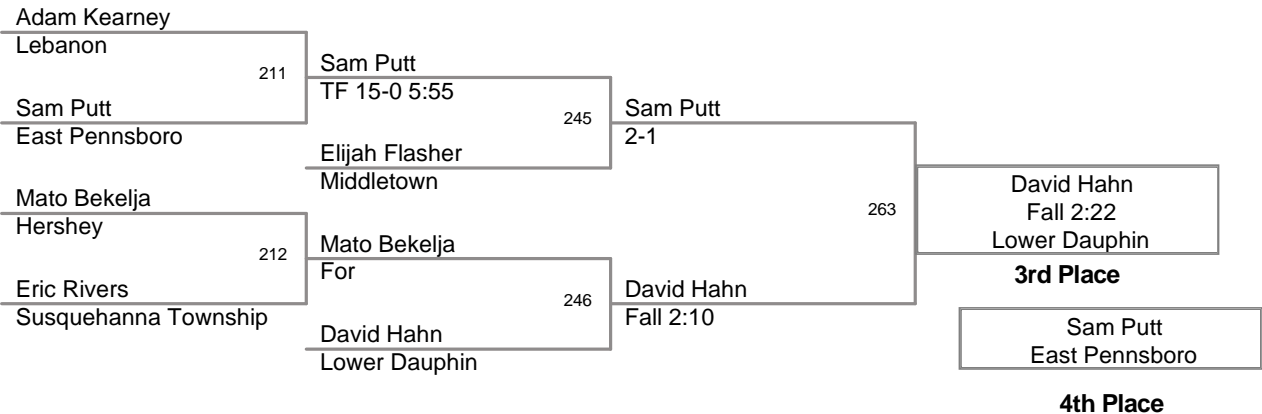 Adam Kearney
Lebanon
211
Sam Putt
East Pennsboro
Mato Bekelja
Hershey
212
Eric Rivers
Susquehanna Township
Sam Putt
TF 15-0 5:55
245
Elijah Flasher
Middletown
Mato Bekelja
For
246
David Hahn
Lower Dauphin
Sam Putt
2-1
263
David Hahn
Fall 2:10
David Hahn
Fall 2:22
Lower Dauphin
3rd Place
Sam Putt
East Pennsboro
4th Place